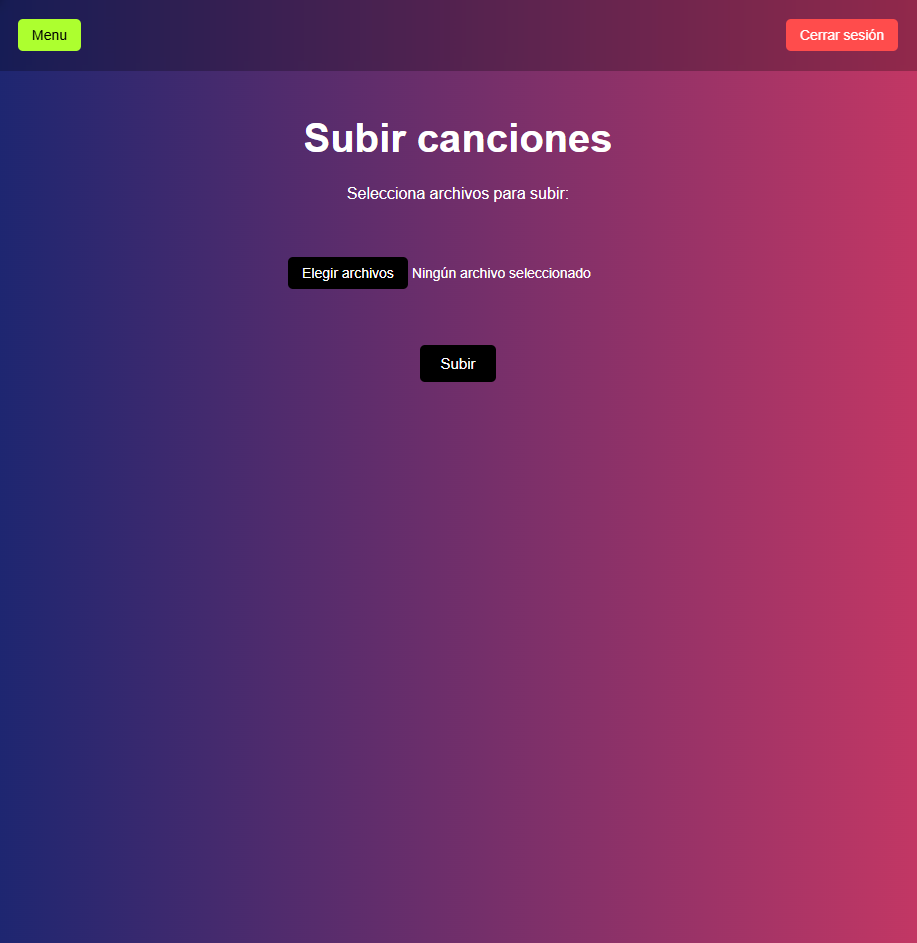 Menu
Cerrar sesión
Subir canciones
Selecciona archivos para subir:
Elegir archivos Ningún archivo seleccionado
Subir